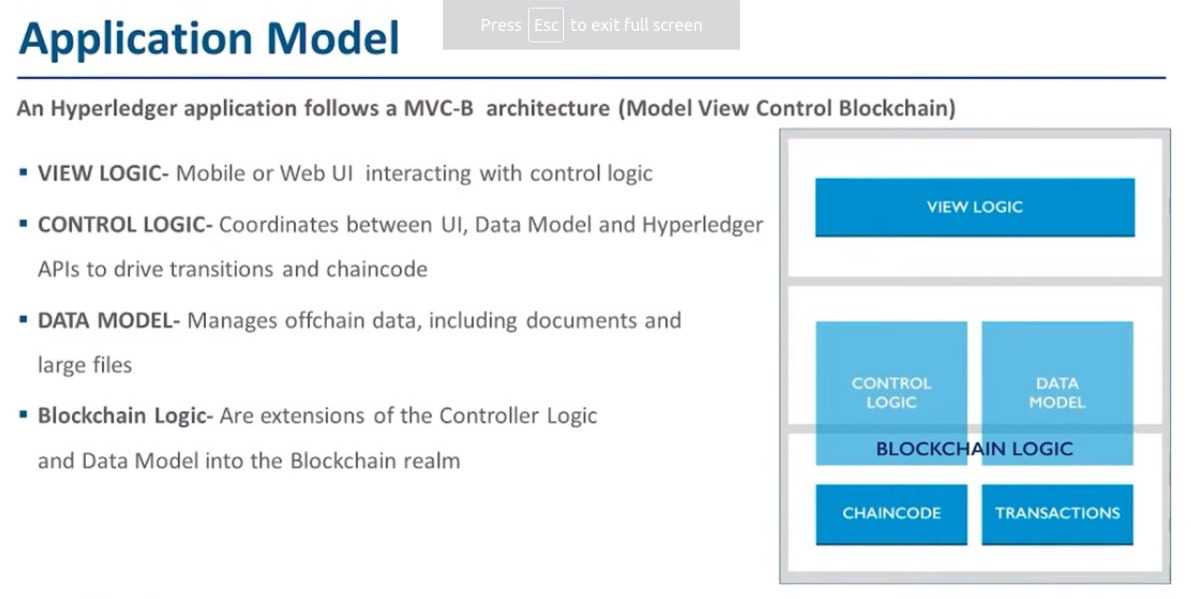 Press Esc to exit full screen
Application Model
An Hyperledger application follows a MVC-B architecture (Model View Control Blockchain)
▪ VIEW LOGIC- Mobile or Web UI interacting with control logic
▪ CONTROL LOGIC- Coordinates between UI, Data Model and Hyperledger
APIs to drive transitions and chaincode
▪ DATA MODEL- Manages offchain data, including documents and
large files
▪ Blockchain Logic- Are extensions of the Controller Logic
and Data Model into the Blockchain realm
VIEW LOGIC
CONTROL
LOGIC
DATA
MODEL
BLOCKCHAIN LOGIC
CHAINCODE
TRANSACTIONS